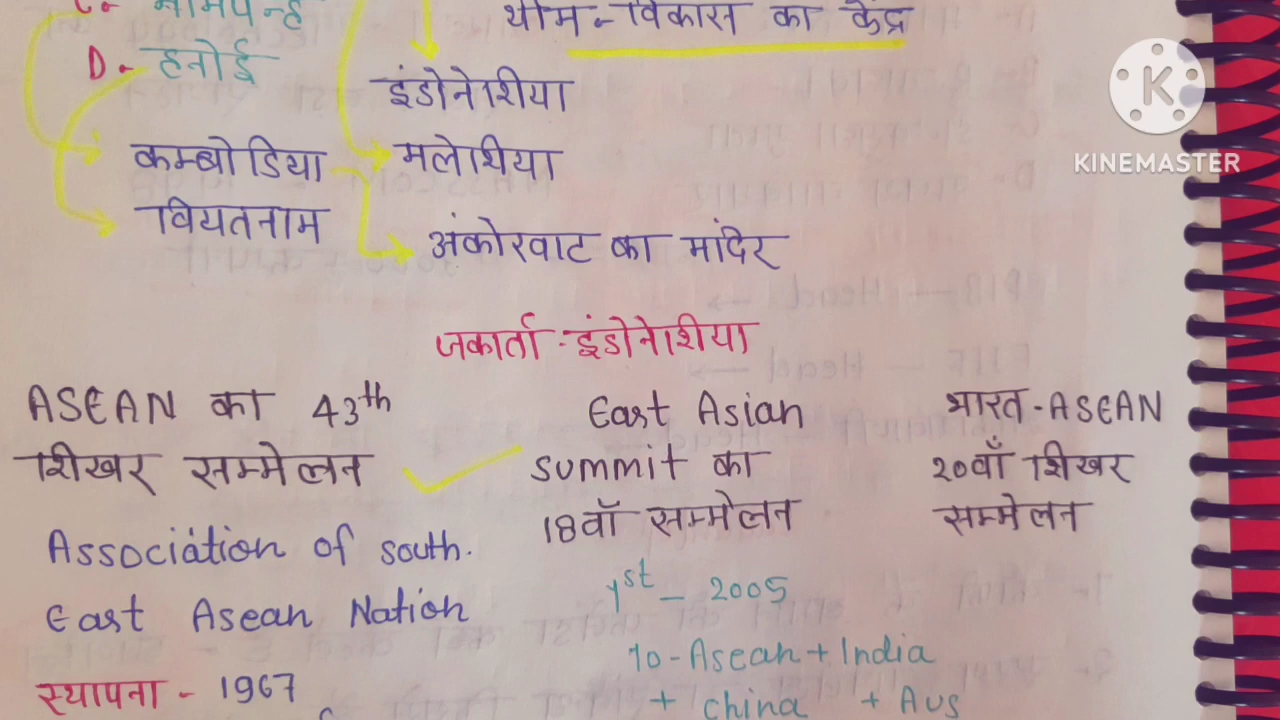 C. नामपेन्ह
थीम - विकास का केंद्र
D. हनोई
इंडोनेशीया
कम्बोडिया
मलेशीया
वियतनाम
अंकोरवाट का मांदिर
जकार्ता - इंडोनेशीया
ASEAN का 43th
शिखर सम्मेलन
East Asian
summit का
18वाँ सम्मेलन
भारत - ASEAN
20वाँ शिखर
सम्मेलन
Association of south.
East Asean Nation
स्थापना - 1967
1st - 2005
10 - Asean + India
+ China + Aus
K
KINEMASTER